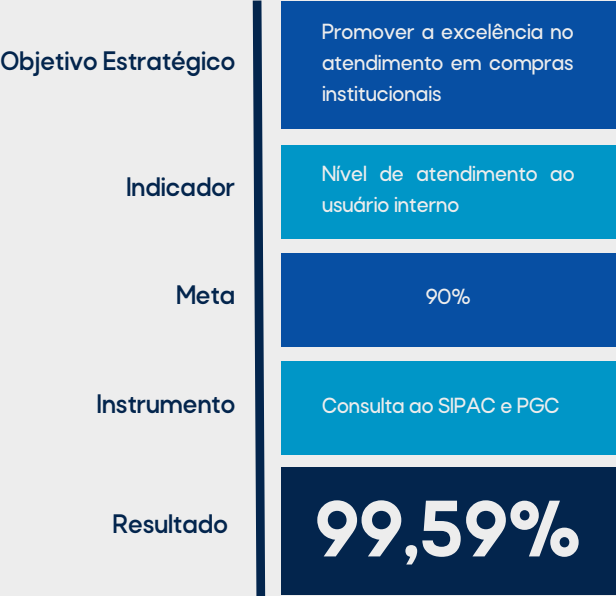 Objetivo Estratégico
Promover a excelência no
atendimento em compras
institucionais
Indicador
Nível de atendimento ao
usuário interno
Meta
90%
Instrumento
Consulta ao SIPAC e PGC
Resultado
99,59%